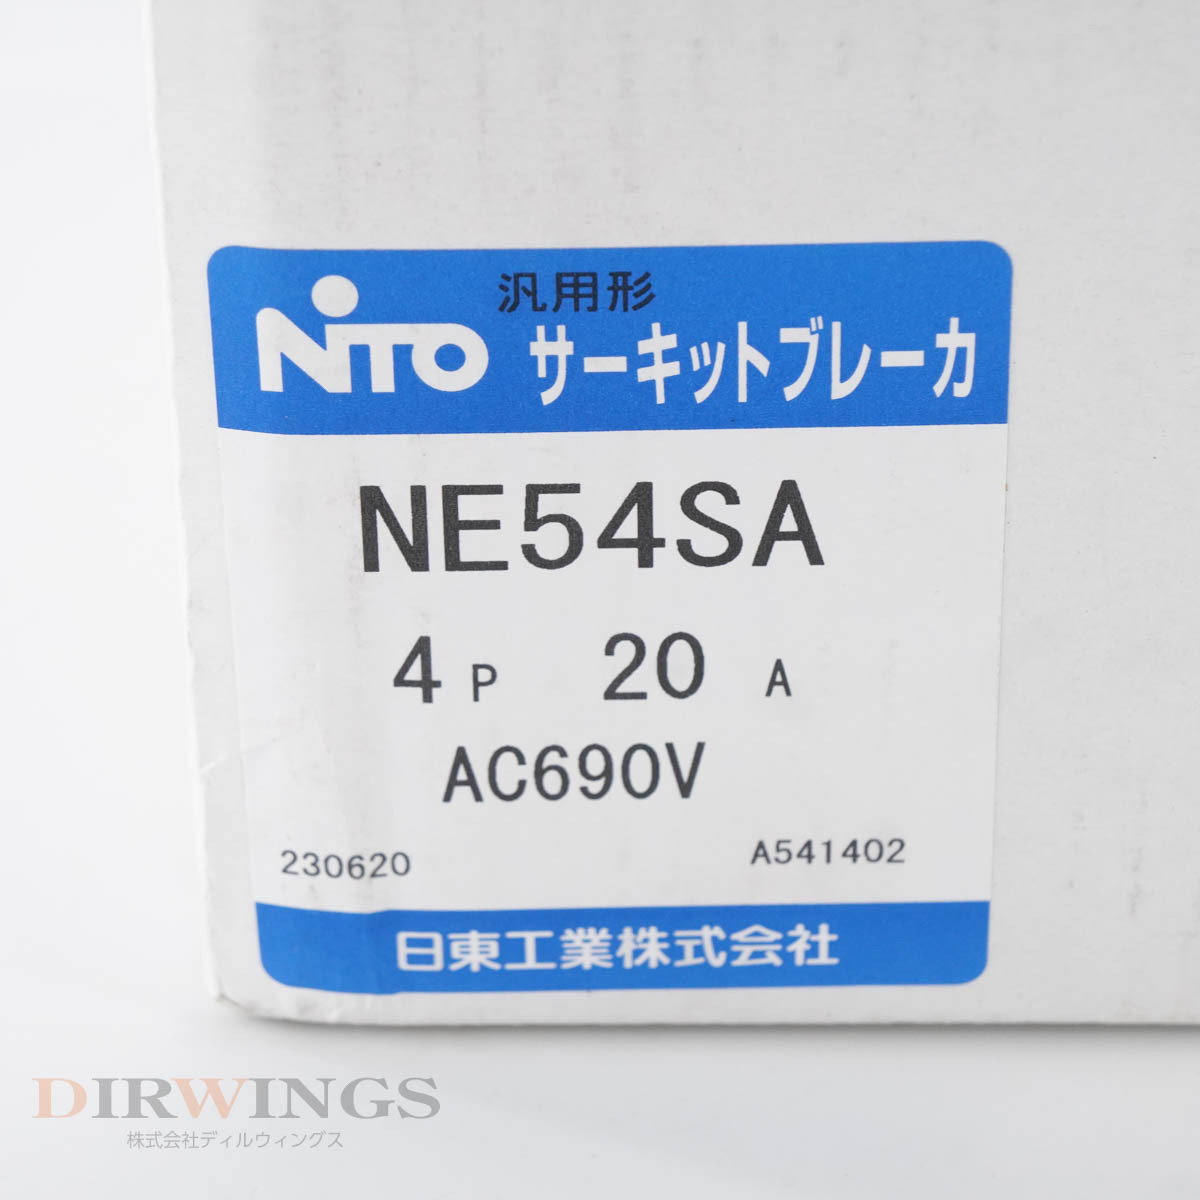 汎用形
NITO サーキットブレーカ
NE54SA
4P 20 A
AC690V
230620 A541402
日東工業株式会社
DIRWINGS
株式会社ディルウィングス